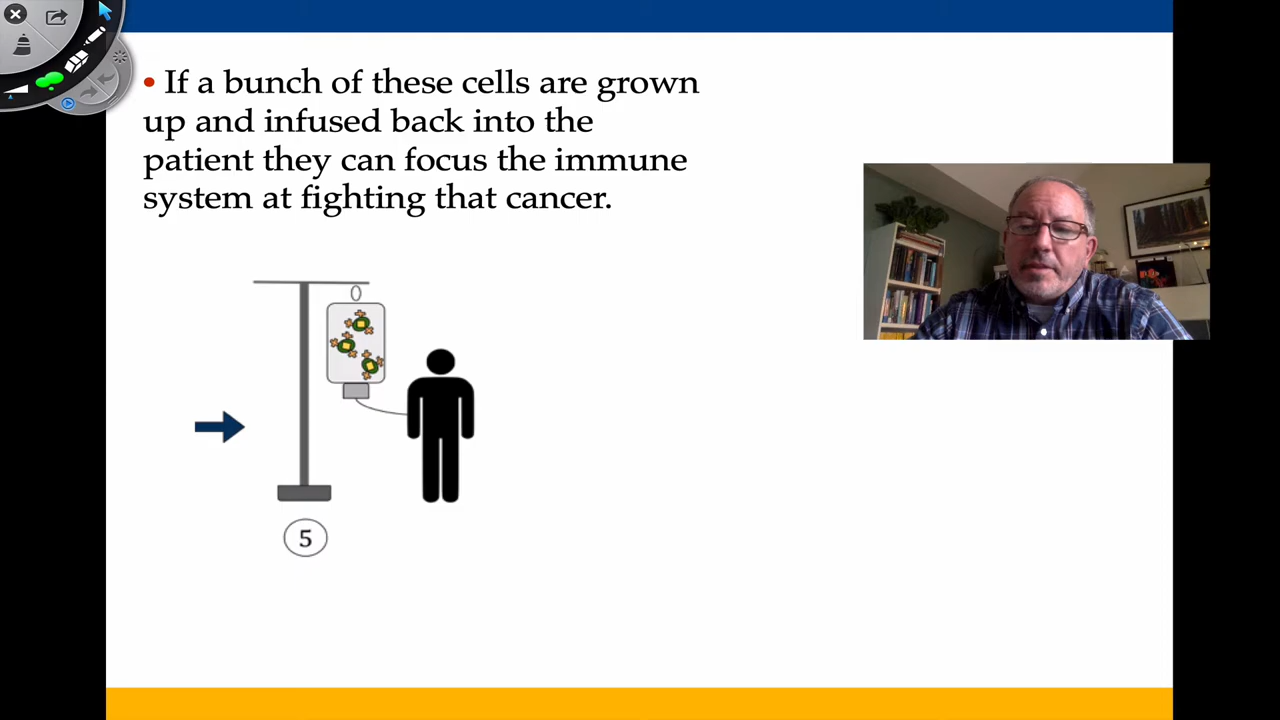 • If a bunch of these cells are grown
up and infused back into the
patient they can focus the immune
system at fighting that cancer.
5